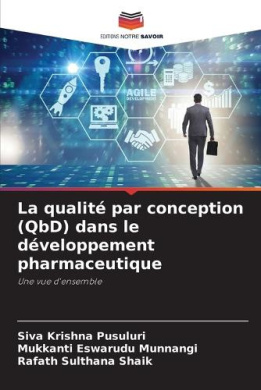 EDITIONS NOTRE SAVOIR
AGILE
DEVELOPMENT
La qualité par conception
(QbD) dans le
développement
pharmaceutique
Une vue d'ensemble
Siva Krishna Pusuluri
Mukkanti Eswarudu Munnangi
Rafath Sulthana Shaik